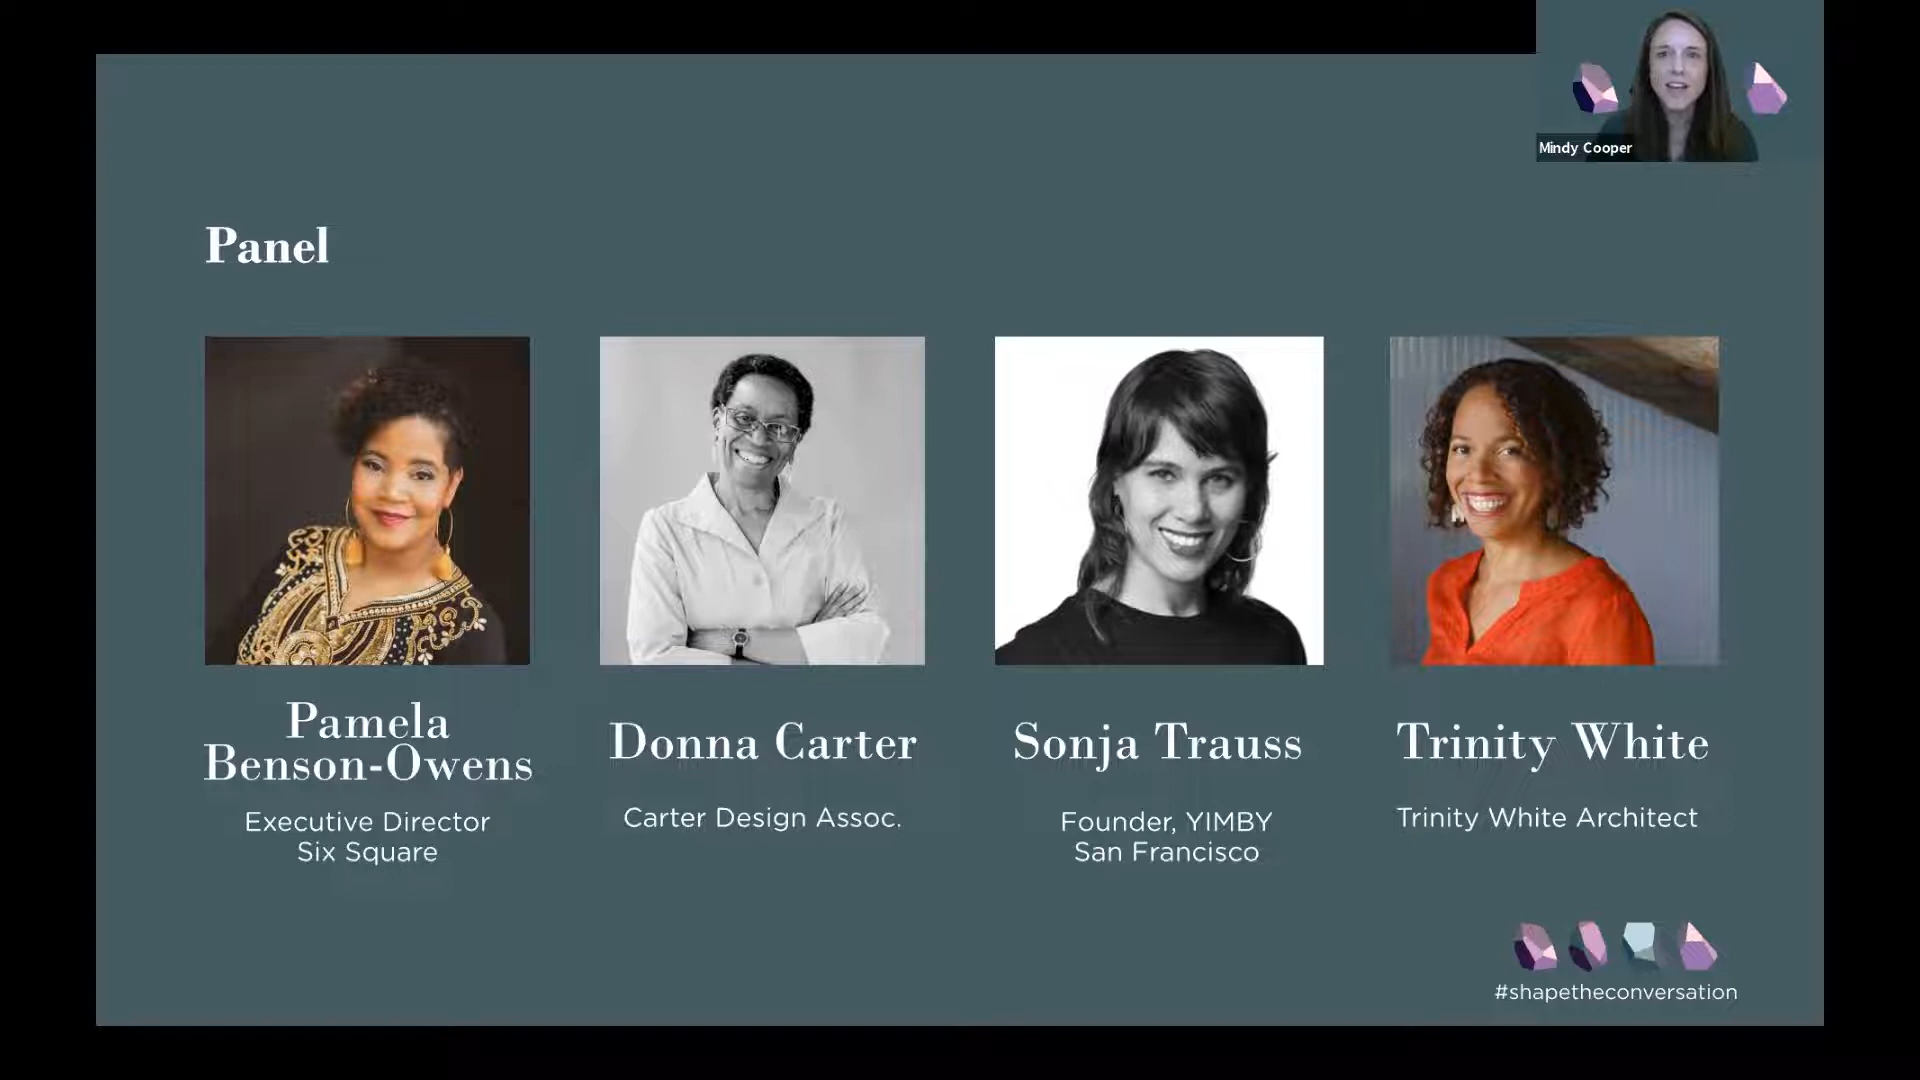 Mindy Cooper
Panel
Pamela
Benson-Owens
Executive Director
Six Square
Donna Carter
Carter Design Assoc.
Sonja Trauss
Founder, YIMBY
San Francisco
Trinity White
Trinity White Architect
#shapetheconversation